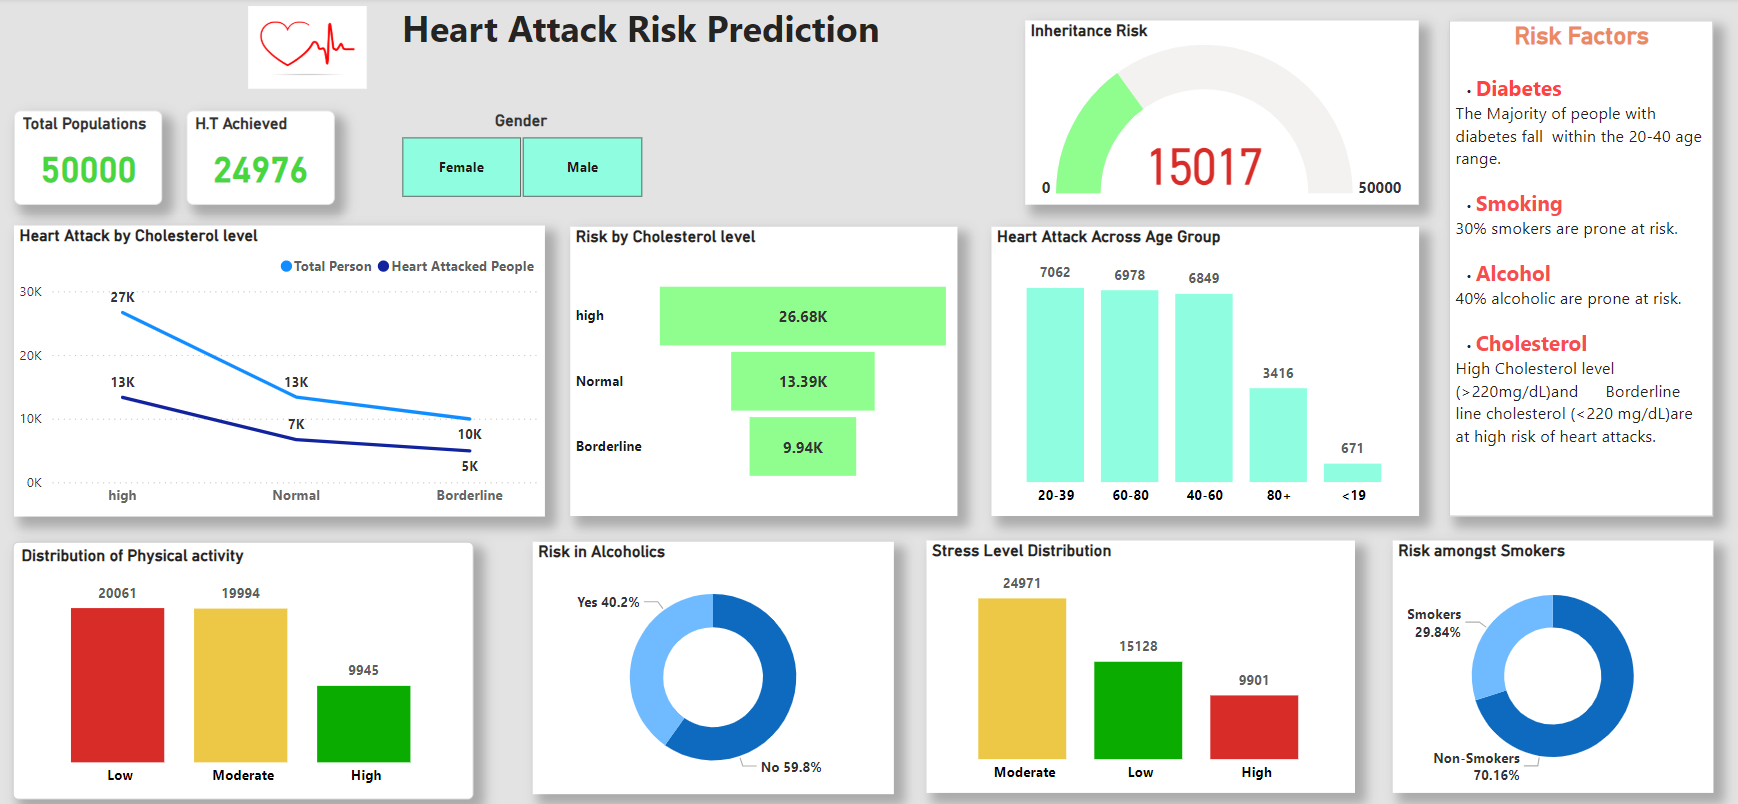 Heart Attack Risk Prediction
Total Populations
50000
H.T Achieved
24976
Gender
Female
Male
Inheritance Risk
15017
0
50000
Risk Factors
• Diabetes
The Majority of people with
diabetes fall within the 20-40 age
range.
• Smoking
30% smokers are prone at risk.
• Alcohol
40% alcoholic are prone at risk.
• Cholesterol
High Cholesterol level
(>220mg/dL)and Borderline
line cholesterol (<220 mg/dL)are
at high risk of heart attacks.
Heart Attack by Cholesterol level
Total Person Heart Attacked People
30K
20K
10K
0K
27K
13K
13K
7K
10K
5K
high Normal Borderline
Risk by Cholesterol level
high 26.68K
Normal 13.39K
Borderline 9.94K
Heart Attack Across Age Group
7062 6978 6849 3416 671
20-39 60-80 40-60 80+ <19
Distribution of Physical activity
20061 19994 9945
Low Moderate High
Risk in Alcoholics
Yes 40.2%
No 59.8%
Stress Level Distribution
24971 15128 9901
Moderate Low High
Risk amongst Smokers
Smokers
29.84%
Non-Smokers
70.16%